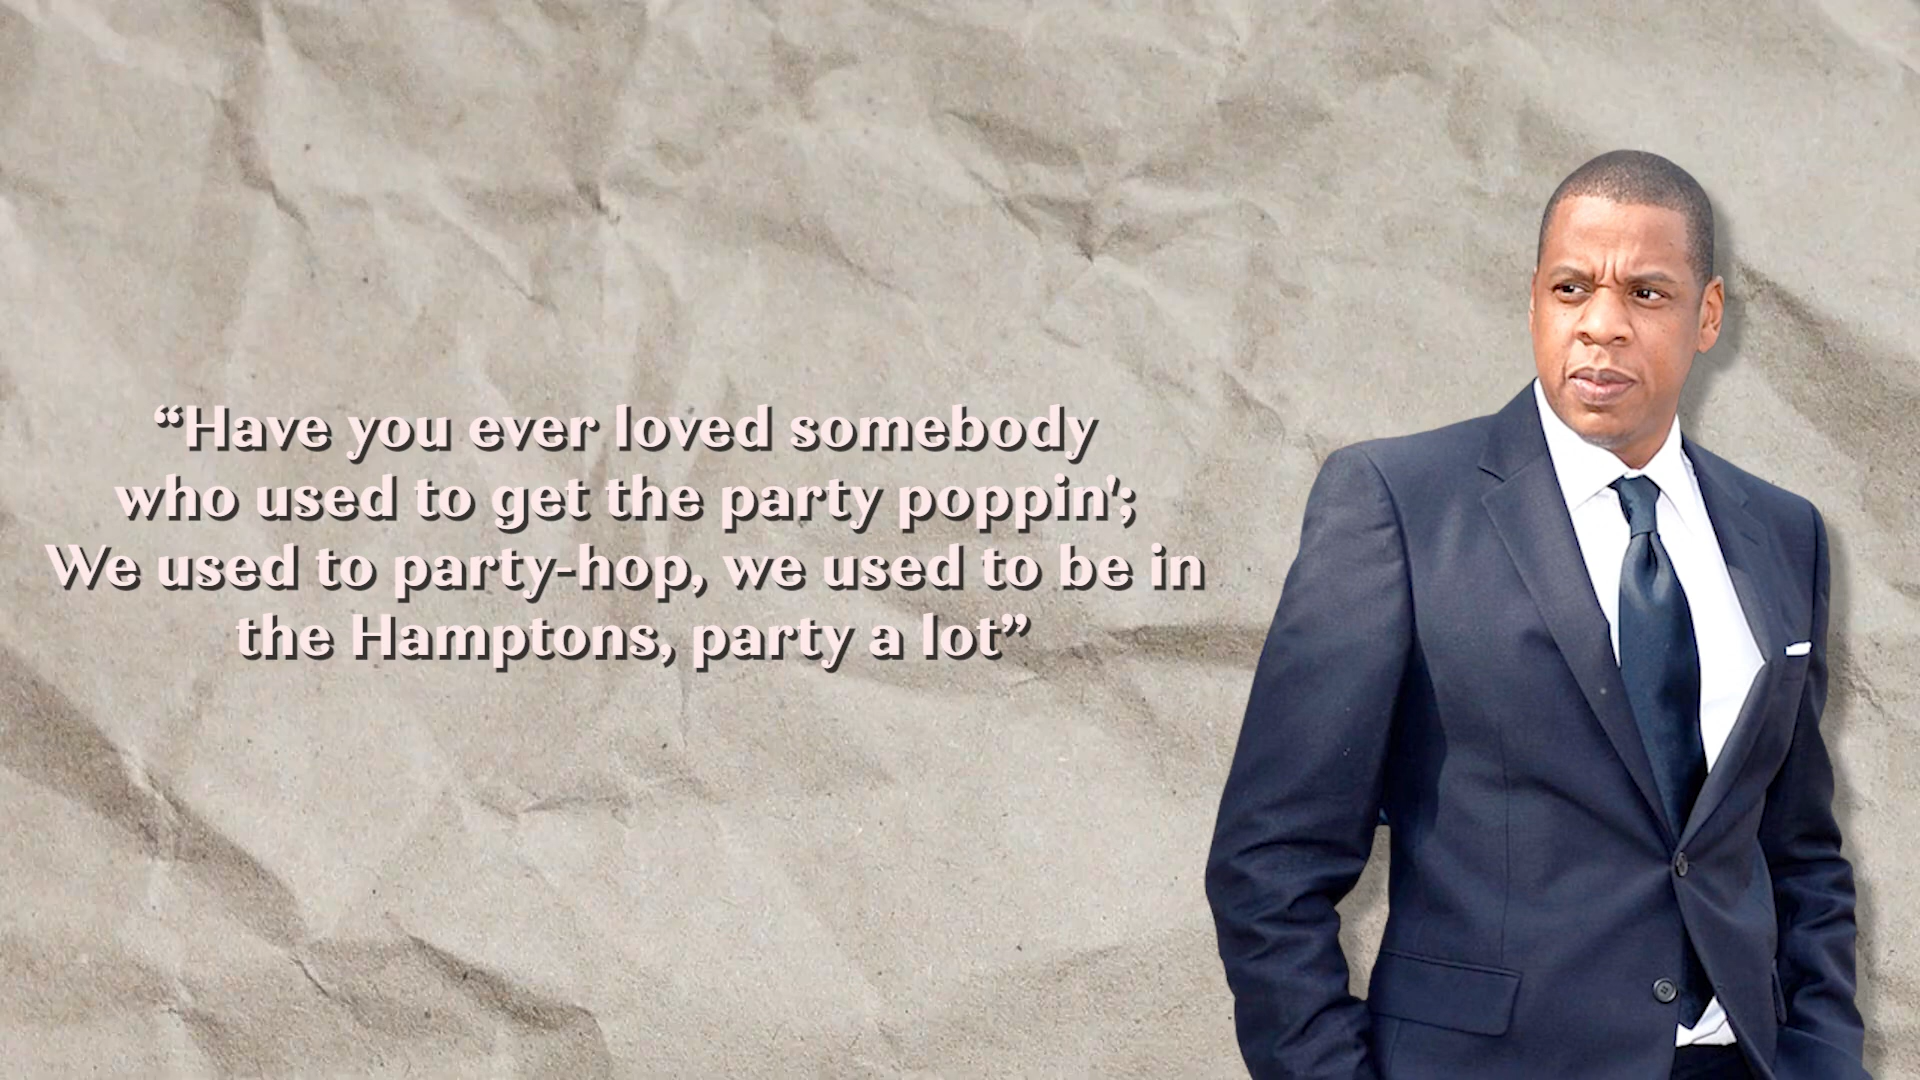 “Have you ever loved somebody
who used to get the party poppin';
We used to party-hop, we used to be in
the Hamptons, party a lot”